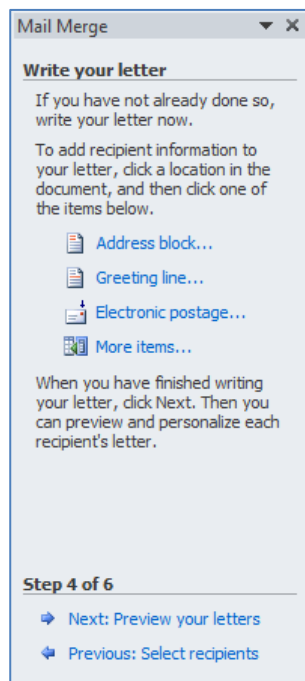 Mail Merge
Write your letter
If you have not already done so,
write your letter now.
To add recipient information to
your letter, click a location in the
document, and then click one of
the items below.
Address block...
Greeting line...
Electronic postage...
More items...
When you have finished writing
your letter, click Next. Then you
can preview and personalize each
recipient's letter.
Step 4 of 6
Next: Preview your letters
Previous: Select recipients